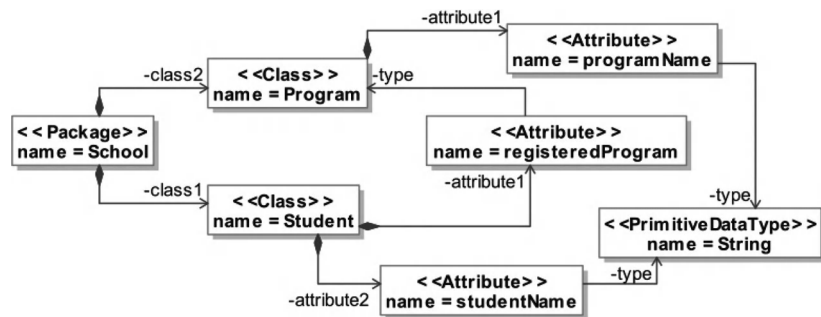 -attribute1
<<Attribute>>
name = programName
-class2
<<Class>>
name = Program
-type
<<Package>>
name = School
<<Attribute>>
name = registeredProgram
-class1
<<Class>>
name = Student
-attribute1
-type
<<PrimitiveDataType>>
name = String
-attribute2
<<Attribute>>
name = studentName
-type